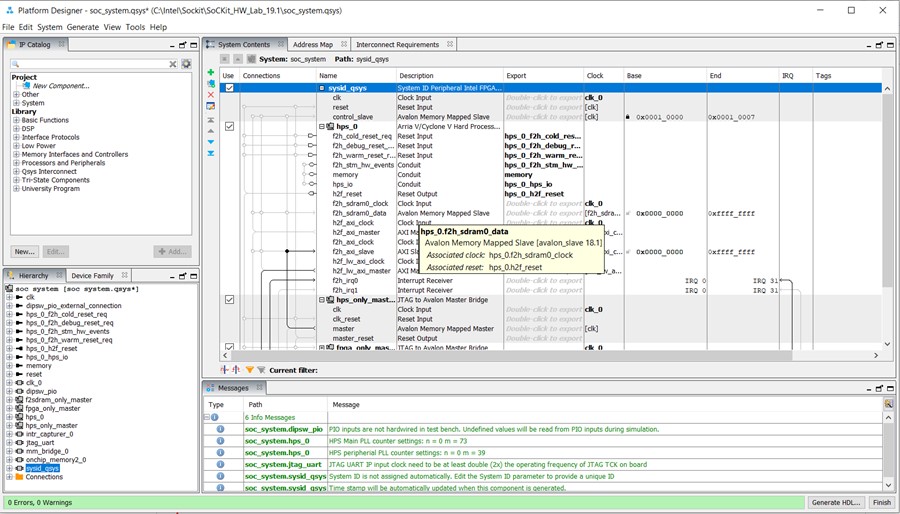 Platform Designer - soc_system.qsys* (C:\Intel\Sockit\SoCKit_HW_Lab_19.1\soc_system.qsys)
File Edit System Generate View Tools Help
IP Catalog
Project
New Component...
Other
System
Library
Basic Functions
DSP
Interface Protocols
Low Power
Memory Interfaces and Controllers
Processors and Peripherals
Qsys Interconnect
Tri-State Components
University Program
New... Edit... Add...
Hierarchy Device Family
soc system [soc system.qsys*]
clk
dipsw_pio_external_connection
hps_0_f2h_cold_reset_req
hps_0_f2h_debug_reset_req
hps_0_f2h_stm_hw_events
hps_0_f2h_warm_reset_req
hps_0_h2f_reset
hps_0_hps_io
memory
reset
clk_0
dipsw_pio
f2sdram_only_master
fpga_only_master
hps_0
hps_only_master
intr_capturer_0
jtag_uart
mm_bridge_0
onchip_memory2_0
sysid_qsys
Connections
System Contents Address Map Interconnect Requirements
System: soc_system Path: sysid_qsys
Use Connections Name Description Export Clock Base End IRQ Tags
sysid_qsys System ID Peripheral Intel FPGA...
clk Clock Input Double-click to export clk_0
reset Reset Input Double-click to export [clk]
control_slave Avalon Memory Mapped Slave Double-click to export [clk] 0x0001_0000 0x0001_0007
hps_0 Arria V/Cyclone V Hard Process...
f2h_cold_reset_req Reset Input hps_0_f2h_cold_res...
f2h_debug_reset_... Reset Input hps_0_f2h_debug_r...
f2h_warm_reset_r... Reset Input hps_0_f2h_warm_re...
f2h_stm_hw_events Conduit hps_0_f2h_stm_hw_...
memory Conduit memory
hps_io Conduit hps_0_hps_io
h2f_reset Reset Output hps_0_h2f_reset
f2h_sdram0_clock Clock Input Double-click to export clk_0
f2h_sdram0_data Avalon Memory Mapped Slave Double-click to export [f2h_sdra... 0x0000_0000 0xffff_ffff
h2f_axi_clock Clock Input clk_0
h2f_axi_master AXI Ma
f2h_axi_clock Clock Input clk_0
f2h_axi_slave AXI Sla 0x0000_0000 0xffff_ffff
h2f_lw_axi_clock Clock Input clk_0
h2f_lw_axi_master AXI Ma
f2h_irq0 Interrupt Receiver Double-click to export IRQ 0 IRQ 31
f2h_irq1 Interrupt Receiver Double-click to export IRQ 0 IRQ 31
hps_0.f2h_sdram0_data
Avalon Memory Mapped Slave [avalon_slave 18.1]
Associated clock: hps_0.f2h_sdram0_clock
Associated reset: hps_0.h2f_reset
hps_only_mast... JTAG to Avalon Master Bridge
clk Clock Input Double-click to export clk_0
clk_reset Reset Input Double-click to export
master Avalon Memory Mapped Master Double-click to export [clk]
master_reset Reset Output Double-click to export
fpga_only_mas... JTAG to Avalon Master Bridge
Current filter:
Messages
Type Path Message
6 Info Messages
soc_system.dipsw_pio PIO inputs are not hardwired in test bench. Undefined values will be read from PIO inputs during simulation.
soc_system.hps_0 HPS Main PLL counter settings: n = 0 m = 73
soc_system.hps_0 HPS peripherial PLL counter settings: n = 0 m = 39
soc_system.jtag_uart JTAG UART IP input clock need to be at least double (2x) the operating frequency of JTAG TCK on board
soc_system.sysid_qsys System ID is not assigned automatically. Edit the System ID parameter to provide a unique ID
soc_system.sysid_qsys Time stamp will be automatically updated when this component is generated.
0 Errors, 0 Warnings
Generate HDL... Finish